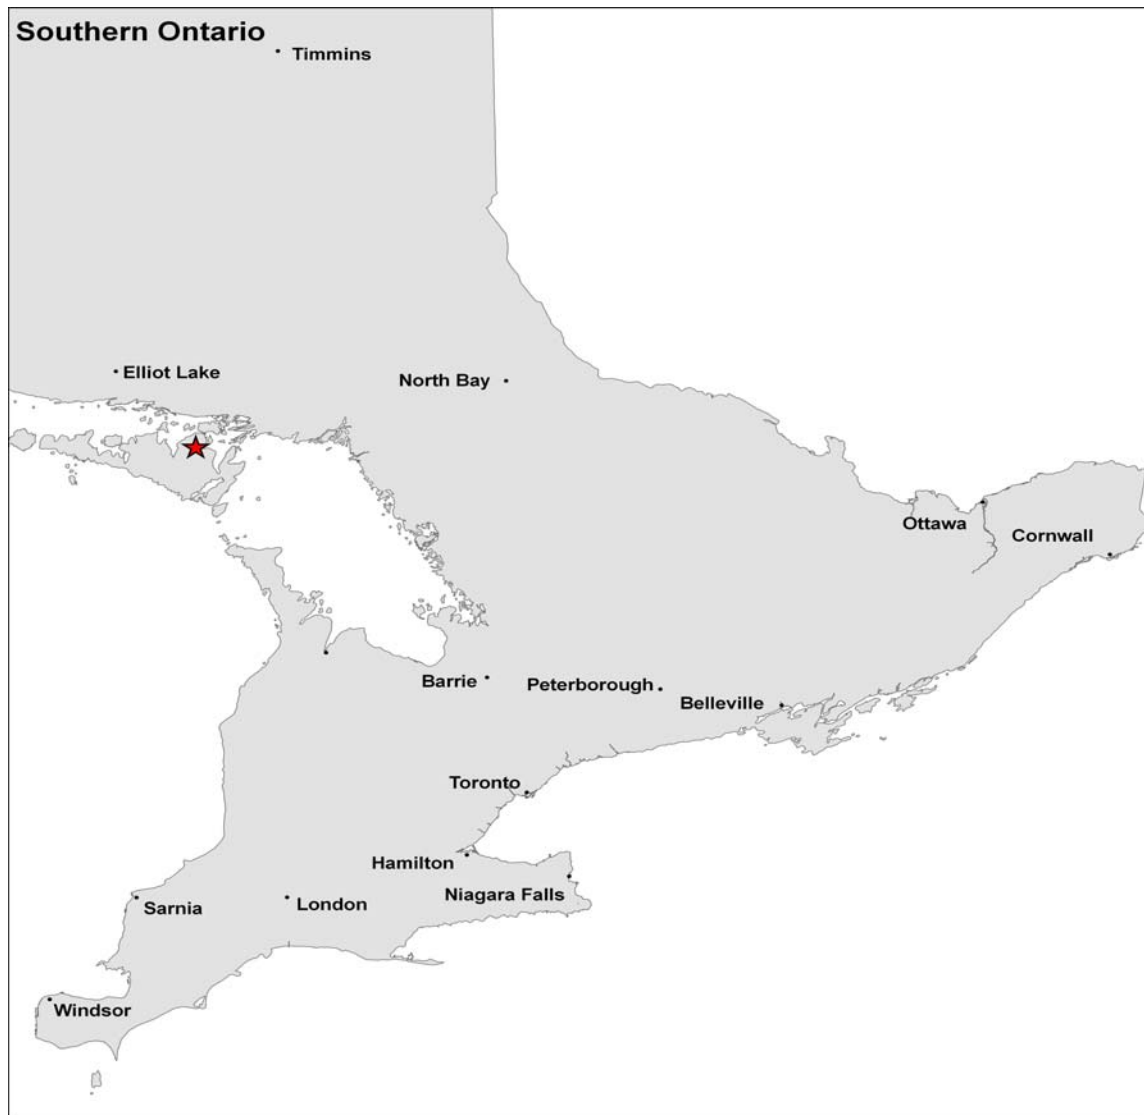 Southern Ontario
Timmins
Elliot Lake
North Bay
Ottawa
Cornwall
Barrie
Peterborough
Belleville
Toronto
Hamilton
Niagara Falls
Sarnia
London
Windsor